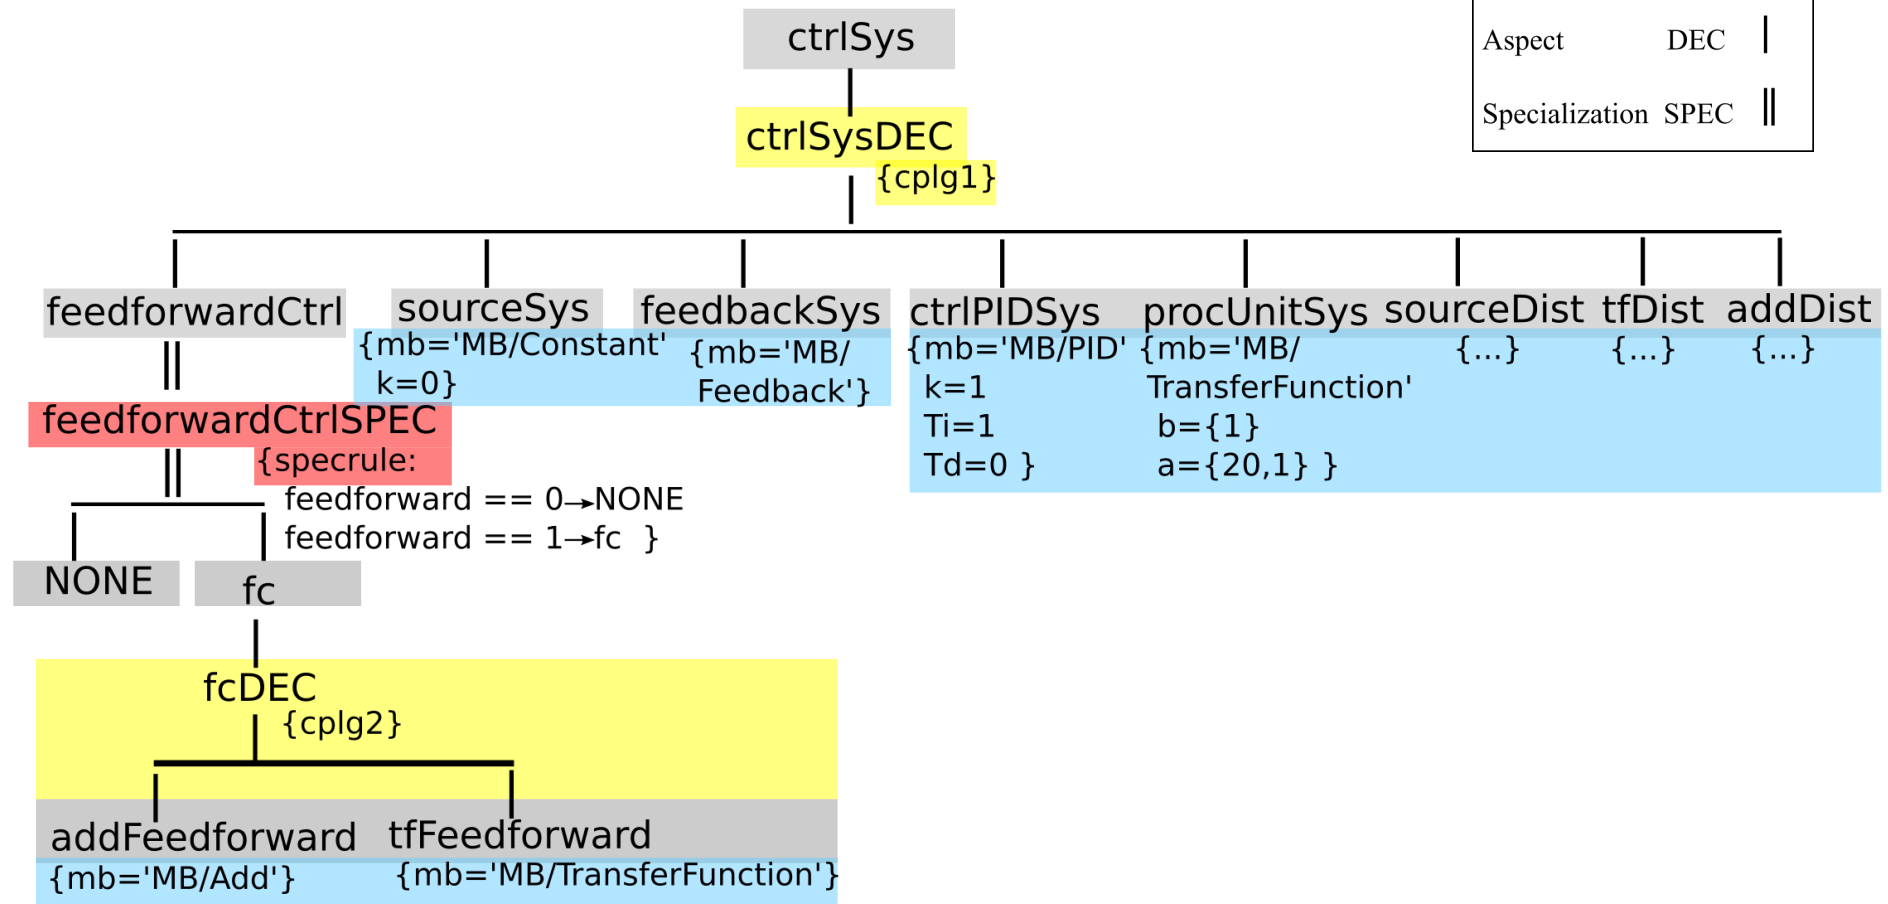 ctrlSys
Aspect DEC
Specialization SPEC
ctrlSysDEC
{cplg1}
feedforwardCtrl sourceSys feedbackSys ctrlPIDSys procUnitSys sourceDist tfDist addDist
{mb='MB/Constant'
k=0}
{mb='MB/
Feedback'}
{mb='MB/PID'
k=1
Ti=1
Td=0 }
{mb='MB/
TransferFunction'
b={1}
a={20,1} }
{...} {...} {...}
feedforwardCtrlSPEC
{specrule:
feedforward == 0→NONE
feedforward == 1→fc }
NONE fc
fcDEC
{cplg2}
addFeedforward tfFeedforward
{mb='MB/Add'} {mb='MB/TransferFunction'}